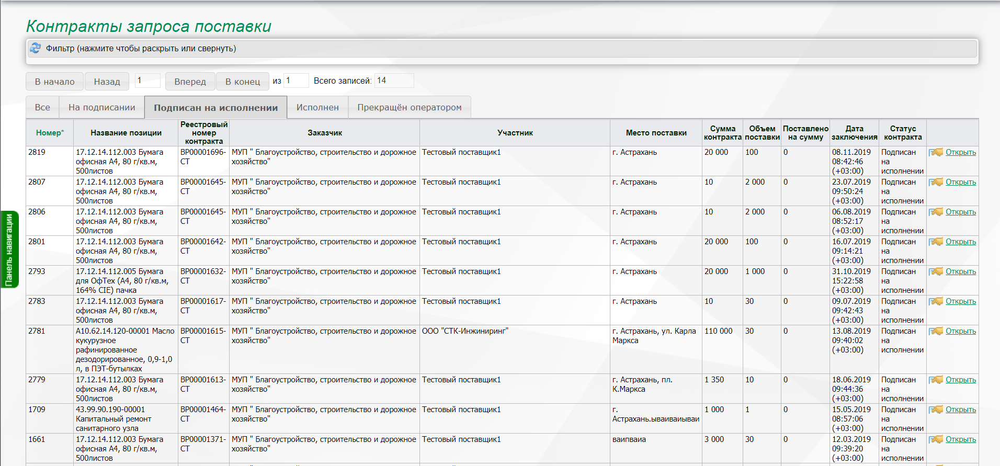 Контракты запроса поставки
Фильтр (нажмите чтобы раскрыть или свернуть)
В начало Назад 1 Вперед В конец из 1 Всего записей: 14
Все На подписании Подписан на исполнении Исполнен Прекращён оператором
Номер* Название позиции Реестровый номер контракта Заказчик Участник Место поставки Сумма контракта Объем поставки Поставлено на сумму Дата заключения Статус контракта
2819 17.12.14.112.003 Бумага ВР00001696- МУП " Благоустройство, строительство и дорожное Тестовый поставщик1 г. Астрахань 20 000 100 0 08.11.2019 Подписан Открыть
офисная А4, 80 г/кв.м, СТ хозяйство" 08:42:46 на
500листов (+03:00) исполнении
2807 17.12.14.112.003 Бумага ВР00001645- МУП " Благоустройство, строительство и дорожное Тестовый поставщик1 г. Астрахань 10 2 000 0 23.07.2019 Подписан Открыть
офисная А4, 80 г/кв.м, СТ хозяйство" 09:50:24 на
500листов (+03:00) исполнении
2806 17.12.14.112.003 Бумага ВР00001645- МУП " Благоустройство, строительство и дорожное Тестовый поставщик1 г. Астрахань 10 2 000 0 06.08.2019 Подписан Открыть
офисная А4, 80 г/кв.м, СТ хозяйство" 08:52:17 на
500листов (+03:00) исполнении
2801 17.12.14.112.003 Бумага ВР00001642- МУП " Благоустройство, строительство и дорожное Тестовый поставщик1 г. Астрахань 20 000 100 0 16.07.2019 Подписан Открыть
офисная А4, 80 г/кв.м, СТ хозяйство" 09:14:21 на
500листов (+03:00) исполнении
2793 17.12.14.112.005 Бумага ВР00001632- МУП " Благоустройство, строительство и дорожное Тестовый поставщик1 г. Астрахань 20 000 1 000 0 31.10.2019 Подписан Открыть
для ОфТех (А4, 80 г/кв.м, СТ хозяйство" 15:22:58 на
164% CIE) пачка (+03:00) исполнении
2783 17.12.14.112.003 Бумага ВР00001617- МУП " Благоустройство, строительство и дорожное Тестовый поставщик1 г. Астрахань 10 30 0 09.07.2019 Подписан Открыть
офисная А4, 80 г/кв.м, СТ хозяйство" 09:42:43 на
500листов (+03:00) исполнении
2781 А10.62.14.120-00001 Масло ВР00001615- МУП " Благоустройство, строительство и дорожное ООО "СТК-Инжиниринг" г. Астрахань, ул. Карла 110 000 30 0 13.08.2019 Подписан Открыть
кукурузное СТ хозяйство" Маркса 09:40:02 на
рафинированное (+03:00) исполнении
дезодорированное, 0,9-1,0
л, в ПЭТ-бутылках
2779 17.12.14.112.003 Бумага ВР00001613- МУП " Благоустройство, строительство и дорожное Тестовый поставщик1 г. Астрахань, пл. 1 350 10 0 18.06.2019 Подписан Открыть
офисная А4, 80 г/кв.м, СТ хозяйство" К.Маркса 09:44:36 на
500листов (+03:00) исполнении
1709 43.99.90.190-00001 ВР00001464- МУП " Благоустройство, строительство и дорожное Тестовый поставщик1 г. 1 000 1 0 15.05.2019 Подписан Открыть
Капитальный ремонт СТ хозяйство" Астрахань.ываиваиываи 08:57:06 на
санитарного узла (+03:00) исполнении
1661 17.12.14.112.003 Бумага ВР00001371- МУП " Благоустройство, строительство и дорожное Тестовый поставщик1 ваипваиа 3 000 30 0 12.03.2019 Подписан Открыть
офисная А4, 80 г/кв.м, СТ хозяйство" 09:39:20 на
500листов (+03:00) исполнении
Панель навигации